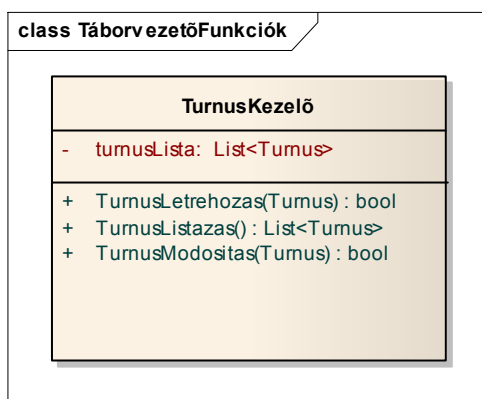 class TáborvezetõFunkciók
TurnusKezelõ
- turnusLista: List<Turnus>
+ TurnusLetrehozas(Turnus) : bool
+ TurnusListazas() : List<Turnus>
+ TurnusModositas(Turnus) : bool